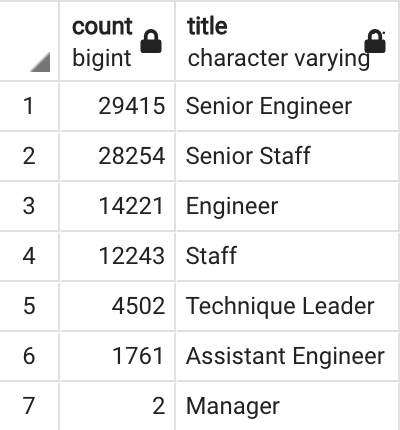 count title
bigint character varying
1 29415 Senior Engineer
2 28254 Senior Staff
3 14221 Engineer
4 12243 Staff
5 4502 Technique Leader
6 1761 Assistant Engineer
7 2 Manager